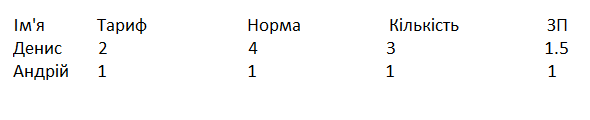 Ім'я Тариф Норма Кількість ЗП
Денис 2 4 3 1.5
Андрій 1 1 1 1